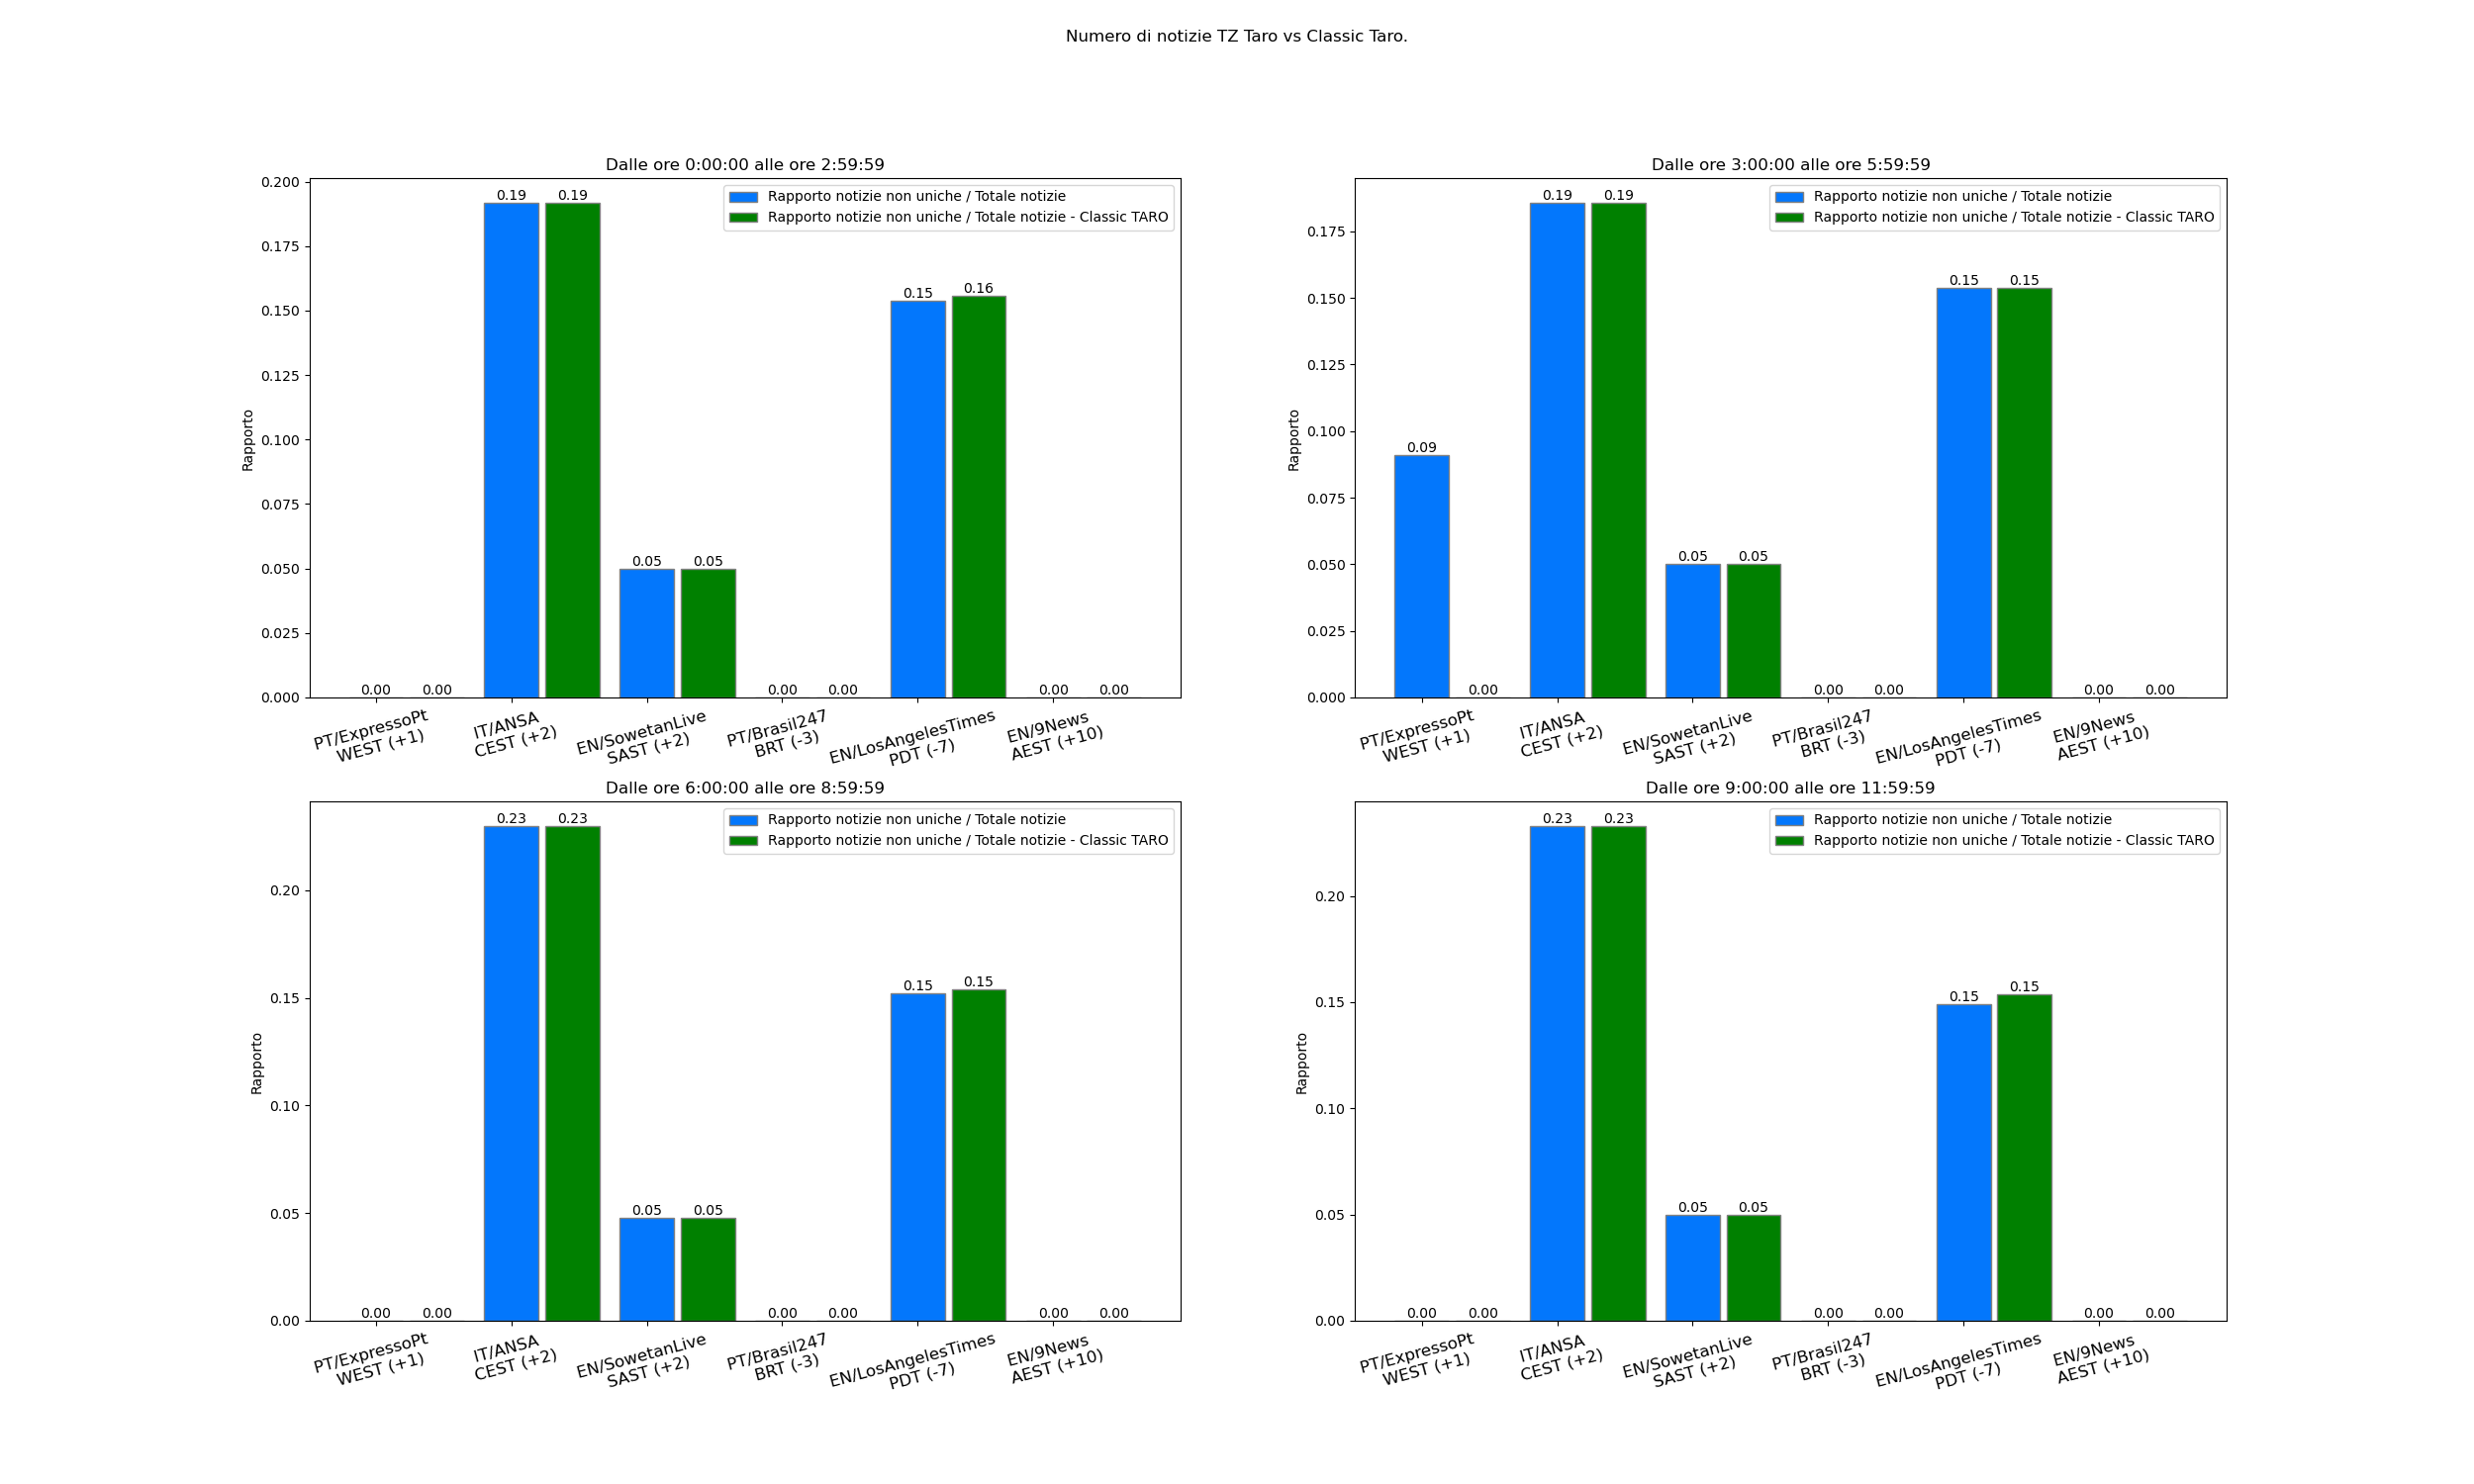 Numero di notizie TZ Taro vs Classic Taro.
Dalle ore 0:00:00 alle ore 2:59:59
Rapporto notizie non uniche / Totale notizie
Rapporto notizie non uniche / Totale notizie - Classic TARO
Rapporto
0.200
0.175
0.150
0.125
0.100
0.075
0.050
0.025
0.000
0.00 0.00 0.19 0.19 0.05 0.05 0.00 0.00 0.15 0.16 0.00 0.00
PT/ExpressoPt
WEST (+1)
IT/ANSA
CEST (+2)
EN/SowetanLive
SAST (+2)
PT/Brasil247
BRT (-3)
EN/LosAngelesTimes
PDT (-7)
EN/9News
AEST (+10)
Dalle ore 3:00:00 alle ore 5:59:59
Rapporto notizie non uniche / Totale notizie
Rapporto notizie non uniche / Totale notizie - Classic TARO
Rapporto
0.175
0.150
0.125
0.100
0.075
0.050
0.025
0.000
0.09 0.00 0.19 0.19 0.05 0.05 0.00 0.00 0.15 0.15 0.00 0.00
PT/ExpressoPt
WEST (+1)
IT/ANSA
CEST (+2)
EN/SowetanLive
SAST (+2)
PT/Brasil247
BRT (-3)
EN/LosAngelesTimes
PDT (-7)
EN/9News
AEST (+10)
Dalle ore 6:00:00 alle ore 8:59:59
Rapporto notizie non uniche / Totale notizie
Rapporto notizie non uniche / Totale notizie - Classic TARO
Rapporto
0.20
0.15
0.10
0.05
0.00
0.00 0.00 0.23 0.23 0.05 0.05 0.00 0.00 0.15 0.15 0.00 0.00
PT/ExpressoPt
WEST (+1)
IT/ANSA
CEST (+2)
EN/SowetanLive
SAST (+2)
PT/Brasil247
BRT (-3)
EN/LosAngelesTimes
PDT (-7)
EN/9News
AEST (+10)
Dalle ore 9:00:00 alle ore 11:59:59
Rapporto notizie non uniche / Totale notizie
Rapporto notizie non uniche / Totale notizie - Classic TARO
Rapporto
0.20
0.15
0.10
0.05
0.00
0.00 0.00 0.23 0.23 0.05 0.05 0.00 0.00 0.15 0.15 0.00 0.00
PT/ExpressoPt
WEST (+1)
IT/ANSA
CEST (+2)
EN/SowetanLive
SAST (+2)
PT/Brasil247
BRT (-3)
EN/LosAngelesTimes
PDT (-7)
EN/9News
AEST (+10)